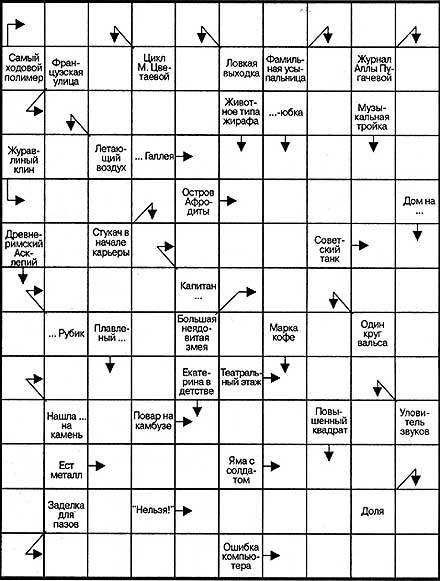 Самый
ходовой
полимер
Фран-
цузская
улица
Цикл
М. Цве-
таевой
Ловкая
выходка
Фамиль-
ная усы-
пальница
Журнал
Аллы Пу-
гачевой
Живот-
ное типа
жирафа
...-юбка
Музы-
кальная
тройка
Журав-
линый
клин
Летаю-
щий
воздух
... Галлея
Остров
Афро-
диты
Дом на ...
Древне-
римский
Аск-
лепий
Стукач в
начале
карьеры
Совет-
ский
танк
Капитан
...
... Рубик
Плавле-
ный ...
Большая
неядо-
витая
змея
Марка
кофе
Один
круг
вальса
Екате-
рина в
детстве
Театраль-
ный этаж
Нашла ...
на
камень
Повар на
камбузе
Повы-
шенный
квадрат
Улови-
тель
звуков
Ест
металл
Яма с
солда-
том
Заделка
для
пазов
"Нельзя!"
Доля
Ошибка
компью-
тера